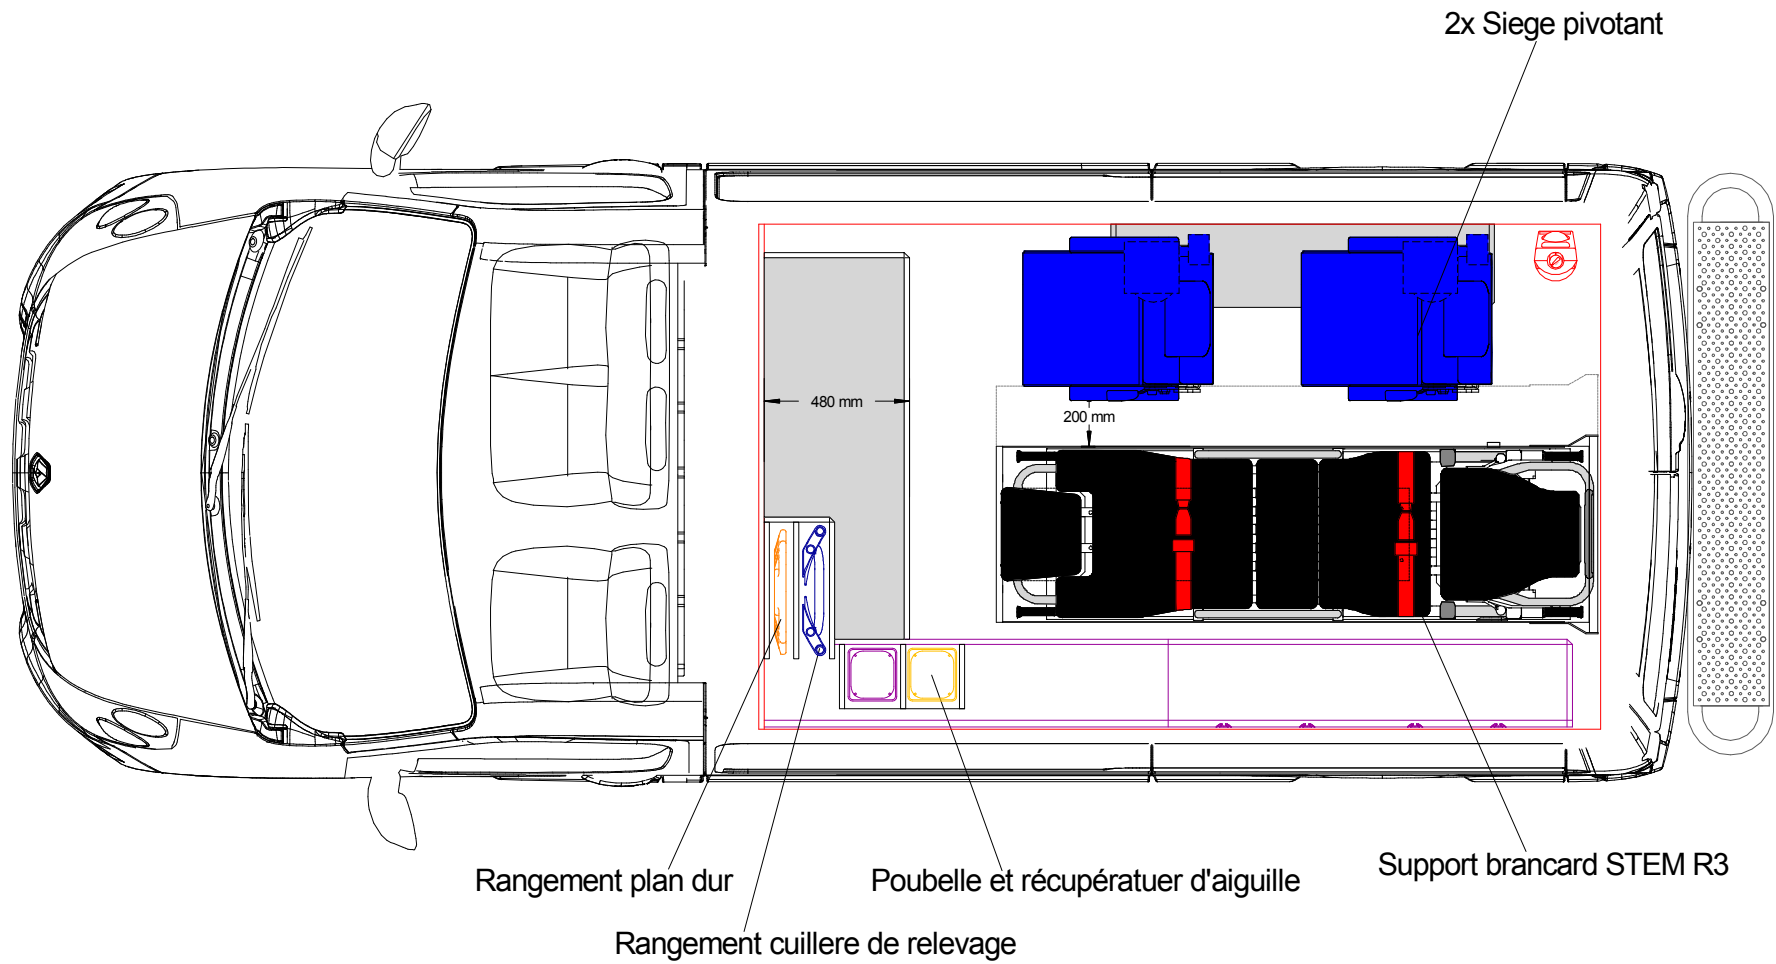 2x Siege pivotant
480 mm
200 mm
Support brancard STEM R3
Rangement plan dur
Poubelle et récupératuer d'aiguille
Rangement cuillere de relevage